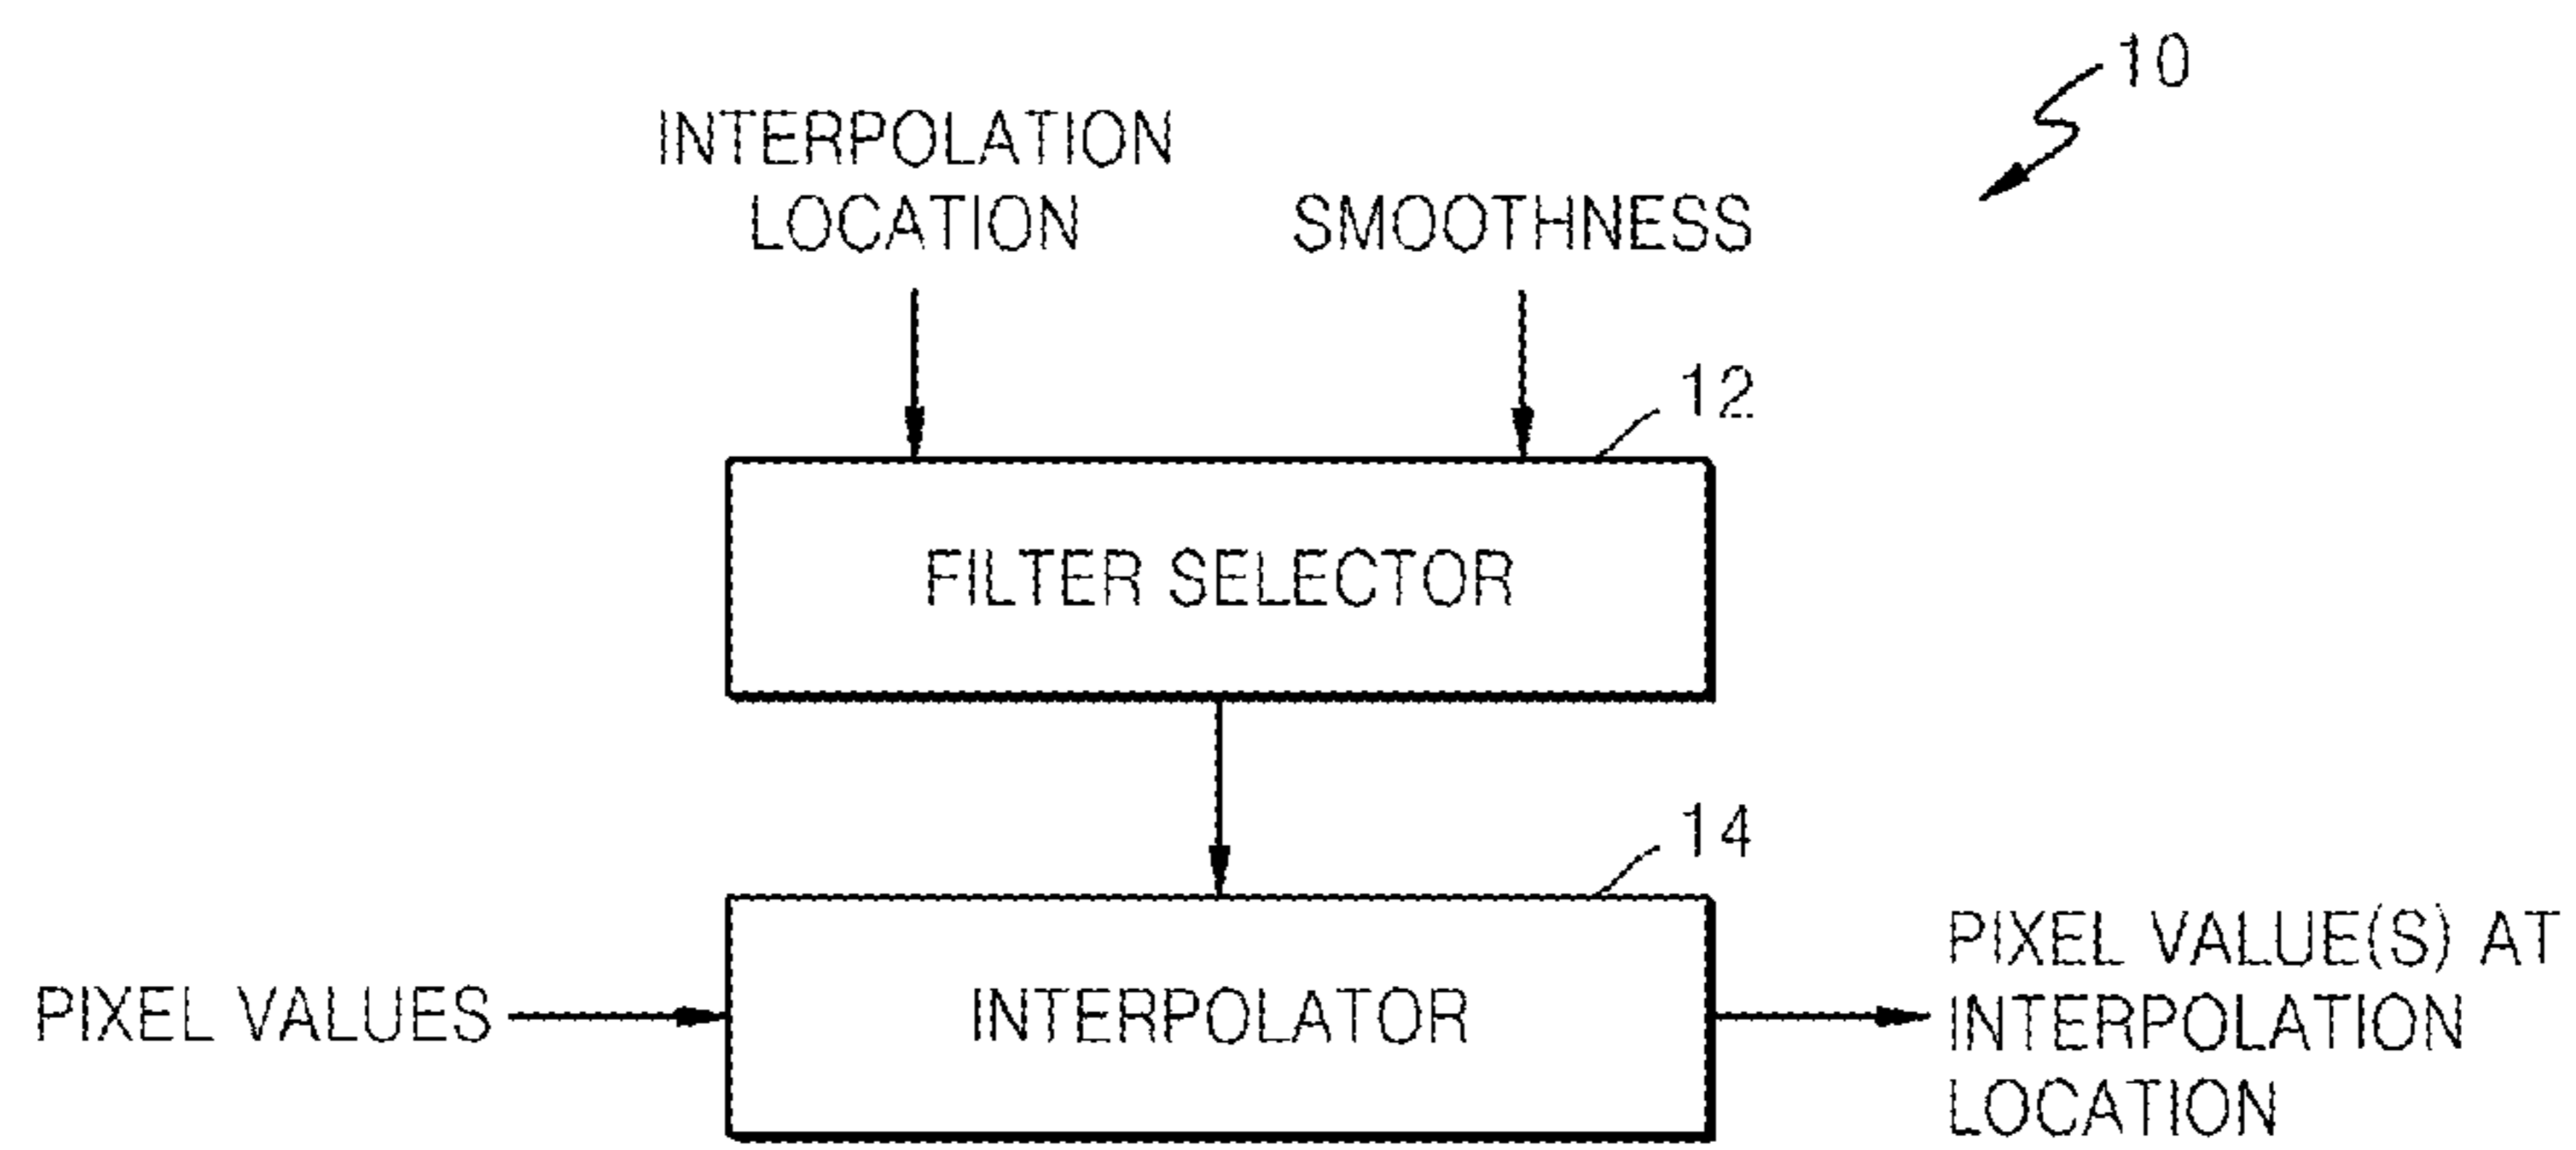 10
INTERPOLATION
LOCATION
SMOOTHNESS
12
FILTER SELECTOR
14
PIXEL VALUES
INTERPOLATOR
PIXEL VALUE(S) AT
INTERPOLATION
LOCATION